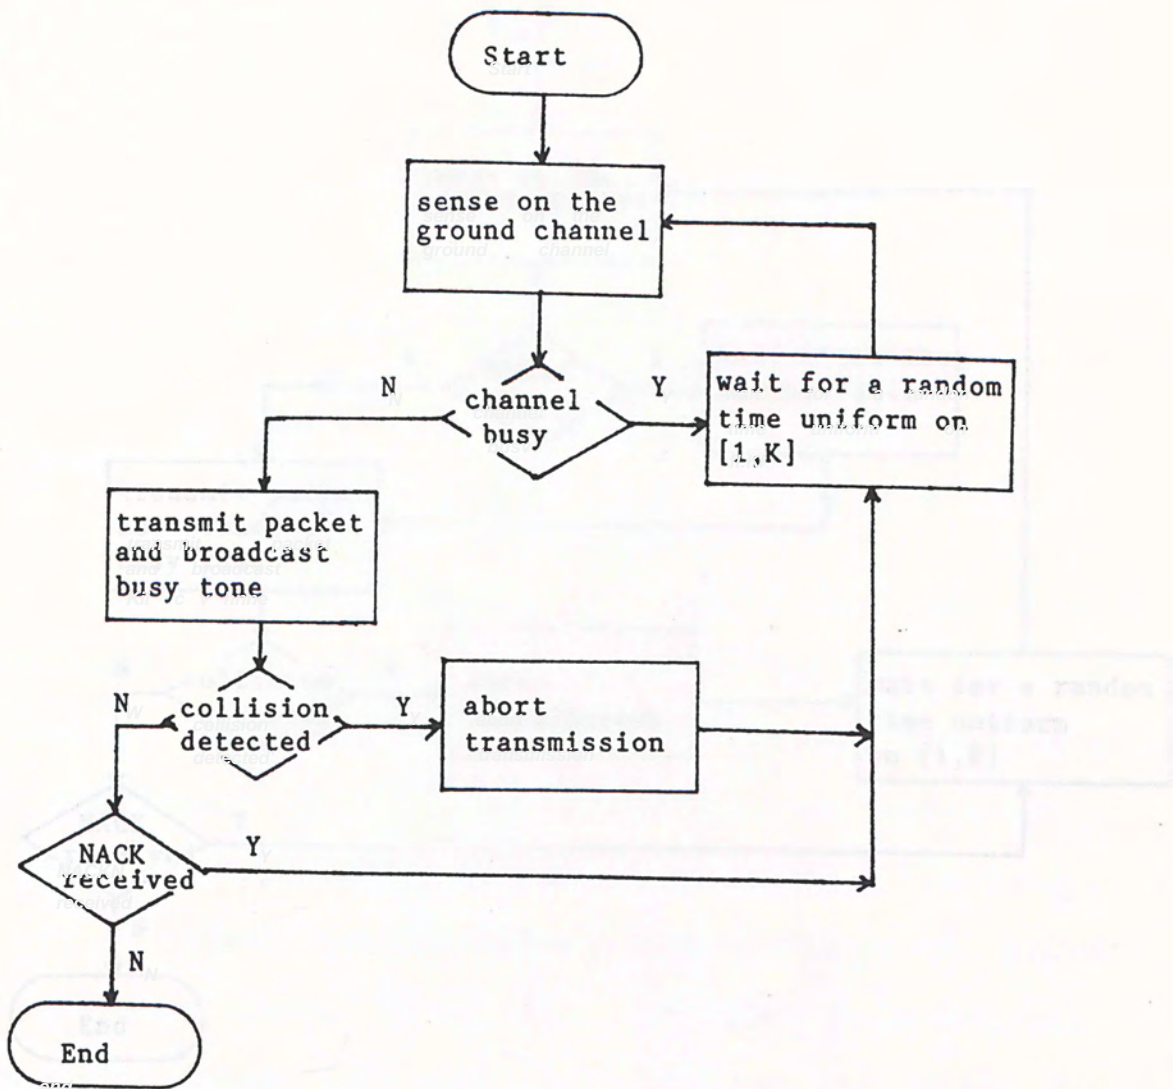 Start
sense on the
ground channel
N
channel
busy
Y
wait for a random
time uniform on
[1,K]
transmit packet
and broadcast
busy tone
N
collision
detected
Y
abort
transmission
NACK
received
Y
N
End